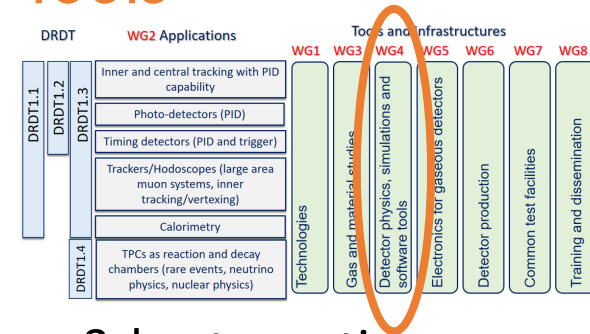 Tools
DRDT
WG2 Applications
Tools and infrastructures
WG1
WG3
WG4
WG5
WG6
WG7
WG8
DRDT1.1
DRDT1.2
DRDT1.3
DRDT1.4
Inner and central tracking with PID
capability
Photo-detectors (PID)
Timing detectors (PID and trigger)
Trackers/Hodoscopes (large area
muon systems, inner
tracking/vertexing)
Calorimetry
TPCs as reaction and decay
chambers (rare events, neutrino
physics, nuclear physics)
Technologies
Gas and material studies
Detector physics, simulations and
software tools
Electronics for gaseous detectors
Detector production
Common test facilities
Training and dissemination